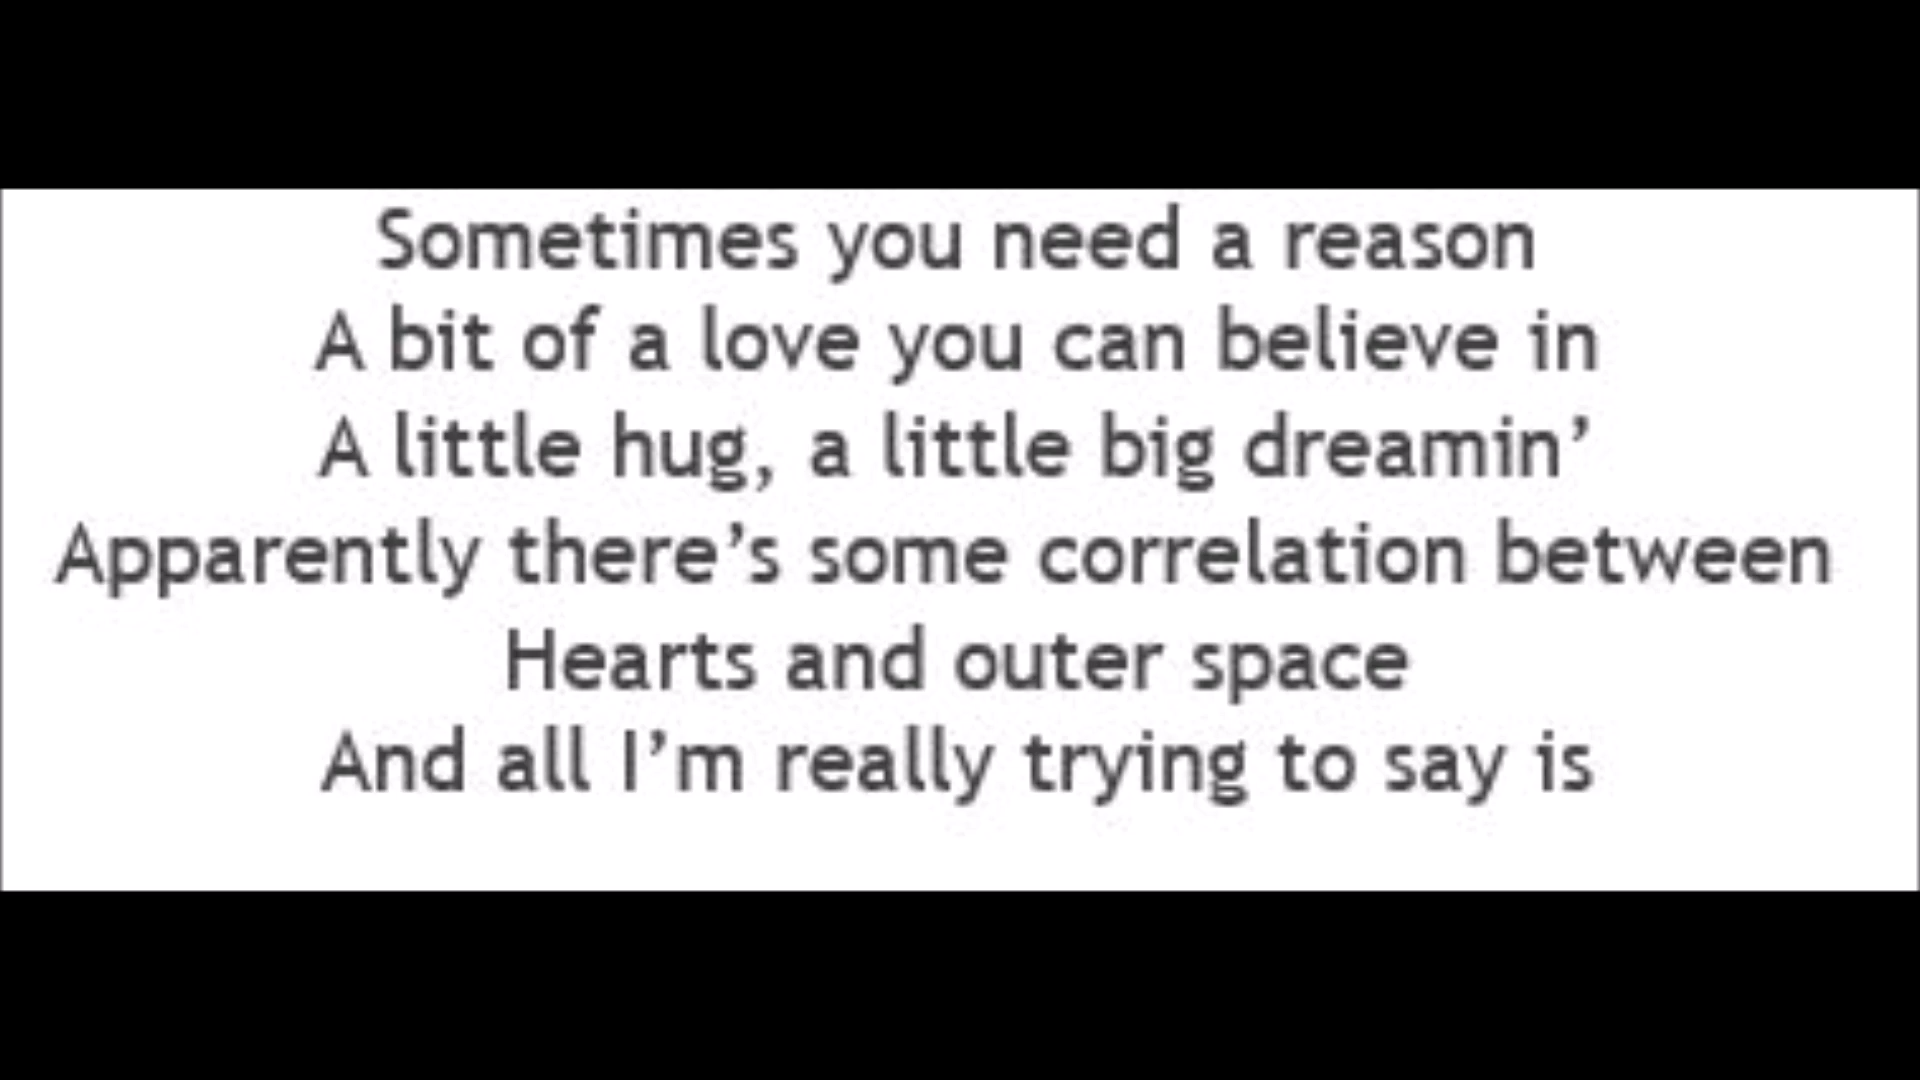 Sometimes you need a reason
A bit of a love you can believe in
A little hug, a little big dreamin’
Apparently there’s some correlation between
Hearts and outer space
And all I’m really trying to say is